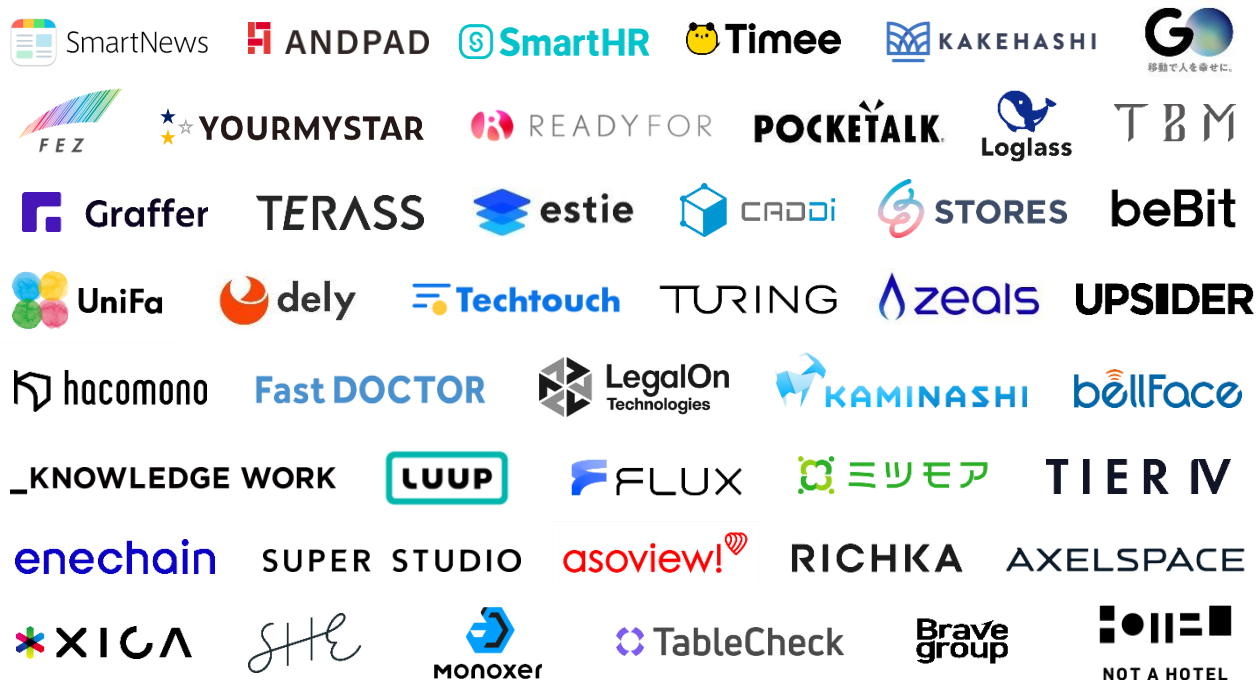 SmartNews
ANDPAD
SmartHR
Timee
KAKEHASHI
GO
移動で人を幸せに。
FEZ
YOURMYSTAR
READYFOR
POCKETALK
Loglass
TBM
Graffer
TERASS
estie
CADDi
STORES
beBit
UniFa
dely
Techtouch
TURING
zeals
UPSIDER
hacomono
Fast DOCTOR
LegalOn
Technologies
KAMINASHI
bellFace
_KNOWLEDGE WORK
LUUP
FLUX
ミツモア
TIER IV
enechain
SUPER STUDIO
asoview!
RICHKA
AXELSPACE
XICA
SHE
MONOXER
TableCheck
Brave
group
NOT A HOTEL